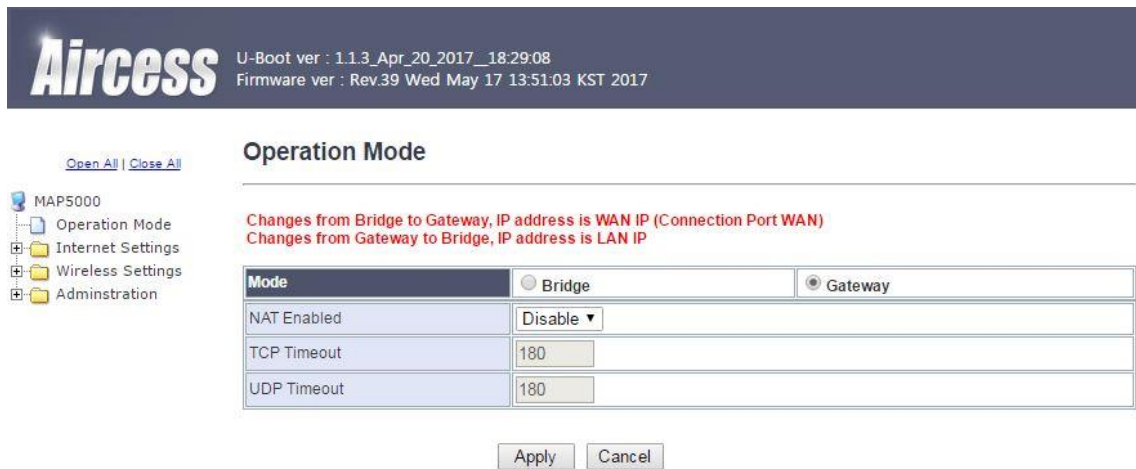 Aircess
U-Boot ver : 1.1.3_Apr_20_2017__18:29:08
Firmware ver : Rev.39 Wed May 17 13:51:03 KST 2017
Open All | Close All
MAP5000
Operation Mode
Internet Settings
Wireless Settings
Adminstration
Operation Mode
Changes from Bridge to Gateway, IP address is WAN IP (Connection Port WAN)
Changes from Gateway to Bridge, IP address is LAN IP
Mode Bridge Gateway
NAT Enabled Disable
TCP Timeout 180
UDP Timeout 180
Apply Cancel